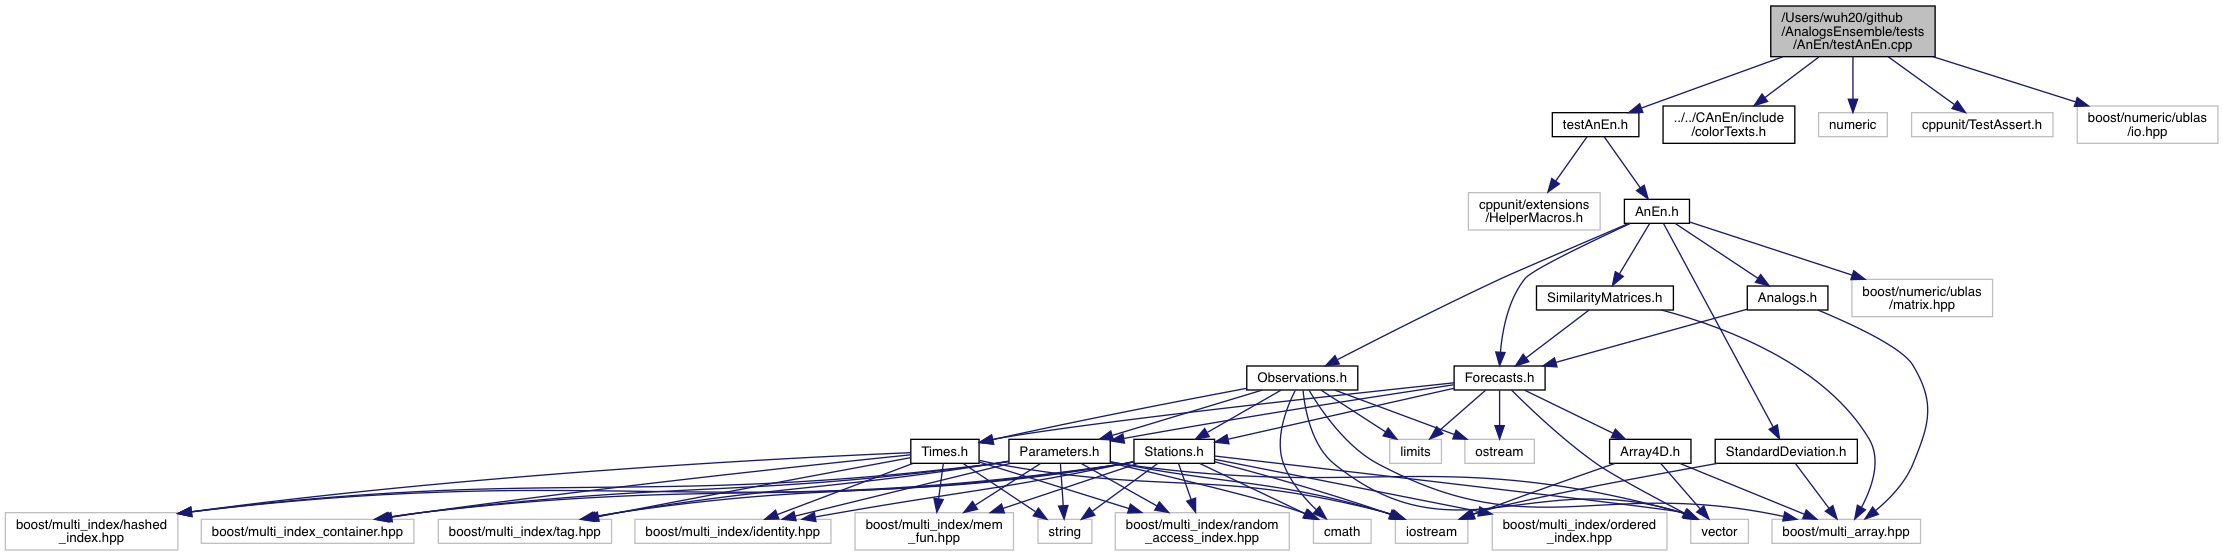 /Users/wuh20/github
/AnalogsEnsemble/tests
/AnEn/testAnEn.cpp
testAnEn.h
../../CAnEn/include
/colorTexts.h
numeric
cppunit/TestAssert.h
boost/numeric/ublas
/io.hpp
cppunit/extensions
/HelperMacros.h
AnEn.h
SimilarityMatrices.h
Analogs.h
boost/numeric/ublas
/matrix.hpp
Observations.h
Forecasts.h
Times.h
Parameters.h
Stations.h
limits
ostream
Array4D.h
StandardDeviation.h
boost/multi_index/hashed
_index.hpp
boost/multi_index_container.hpp
boost/multi_index/tag.hpp
boost/multi_index/identity.hpp
boost/multi_index/mem
_fun.hpp
string
boost/multi_index/random
_access_index.hpp
cmath
iostream
boost/multi_index/ordered
_index.hpp
vector
boost/multi_array.hpp